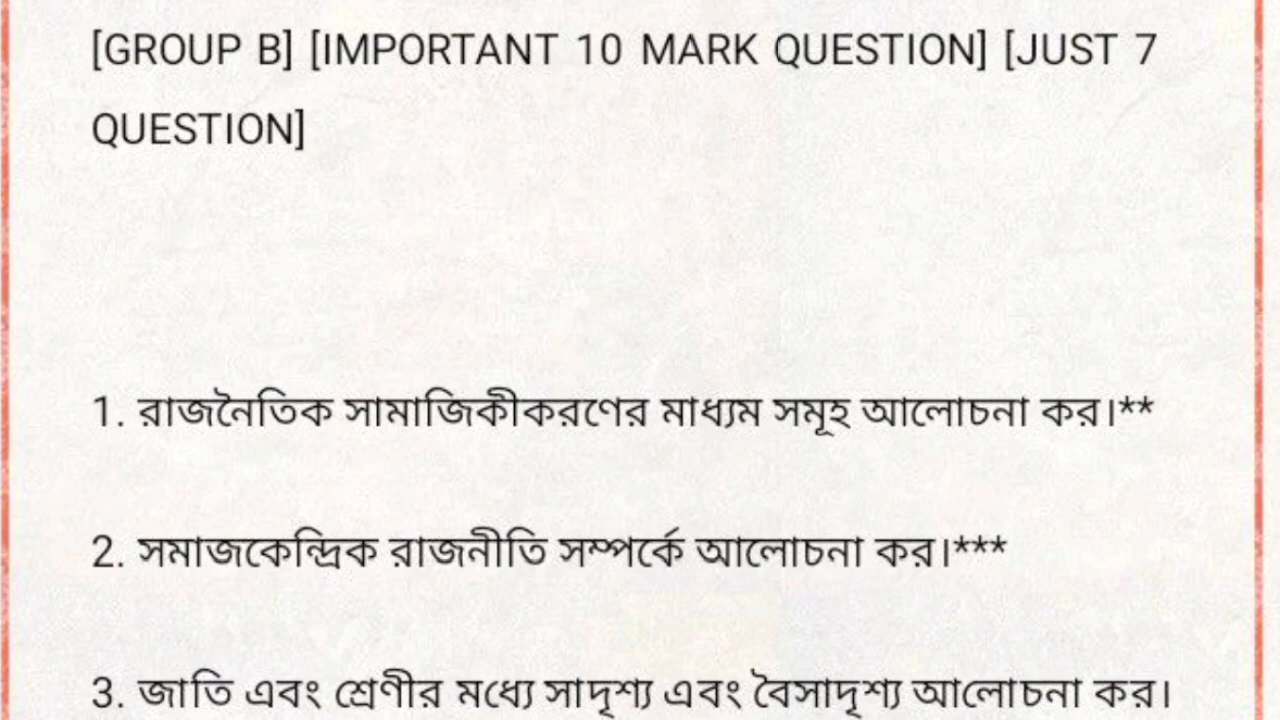 [GROUP B] [IMPORTANT 10 MARK QUESTION] [JUST 7
QUESTION]
1. রাজনৈতিক সামাজিকীকরণের মাধ্যম সমূহ আলোচনা কর।**
2. সমাজকেন্দ্রিক রাজনীতি সম্পর্কে আলোচনা কর।***
3. জাতি এবং শ্রেণীর মধ্যে সাদৃশ্য এবং বৈসাদৃশ্য আলোচনা কর।